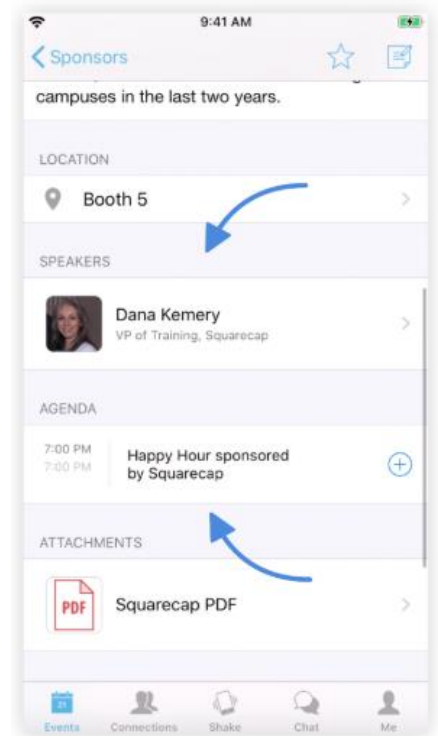 9:41 AM
Sponsors
campuses in the last two years.
LOCATION
Booth 5
SPEAKERS
Dana Kemery
VP of Training, Squarecap
AGENDA
7:00 PM
7:00 PM
Happy Hour sponsored
by Squarecap
ATTACHMENTS
PDF
Squarecap PDF
21
Events
Connections
Shake
Chat
Me